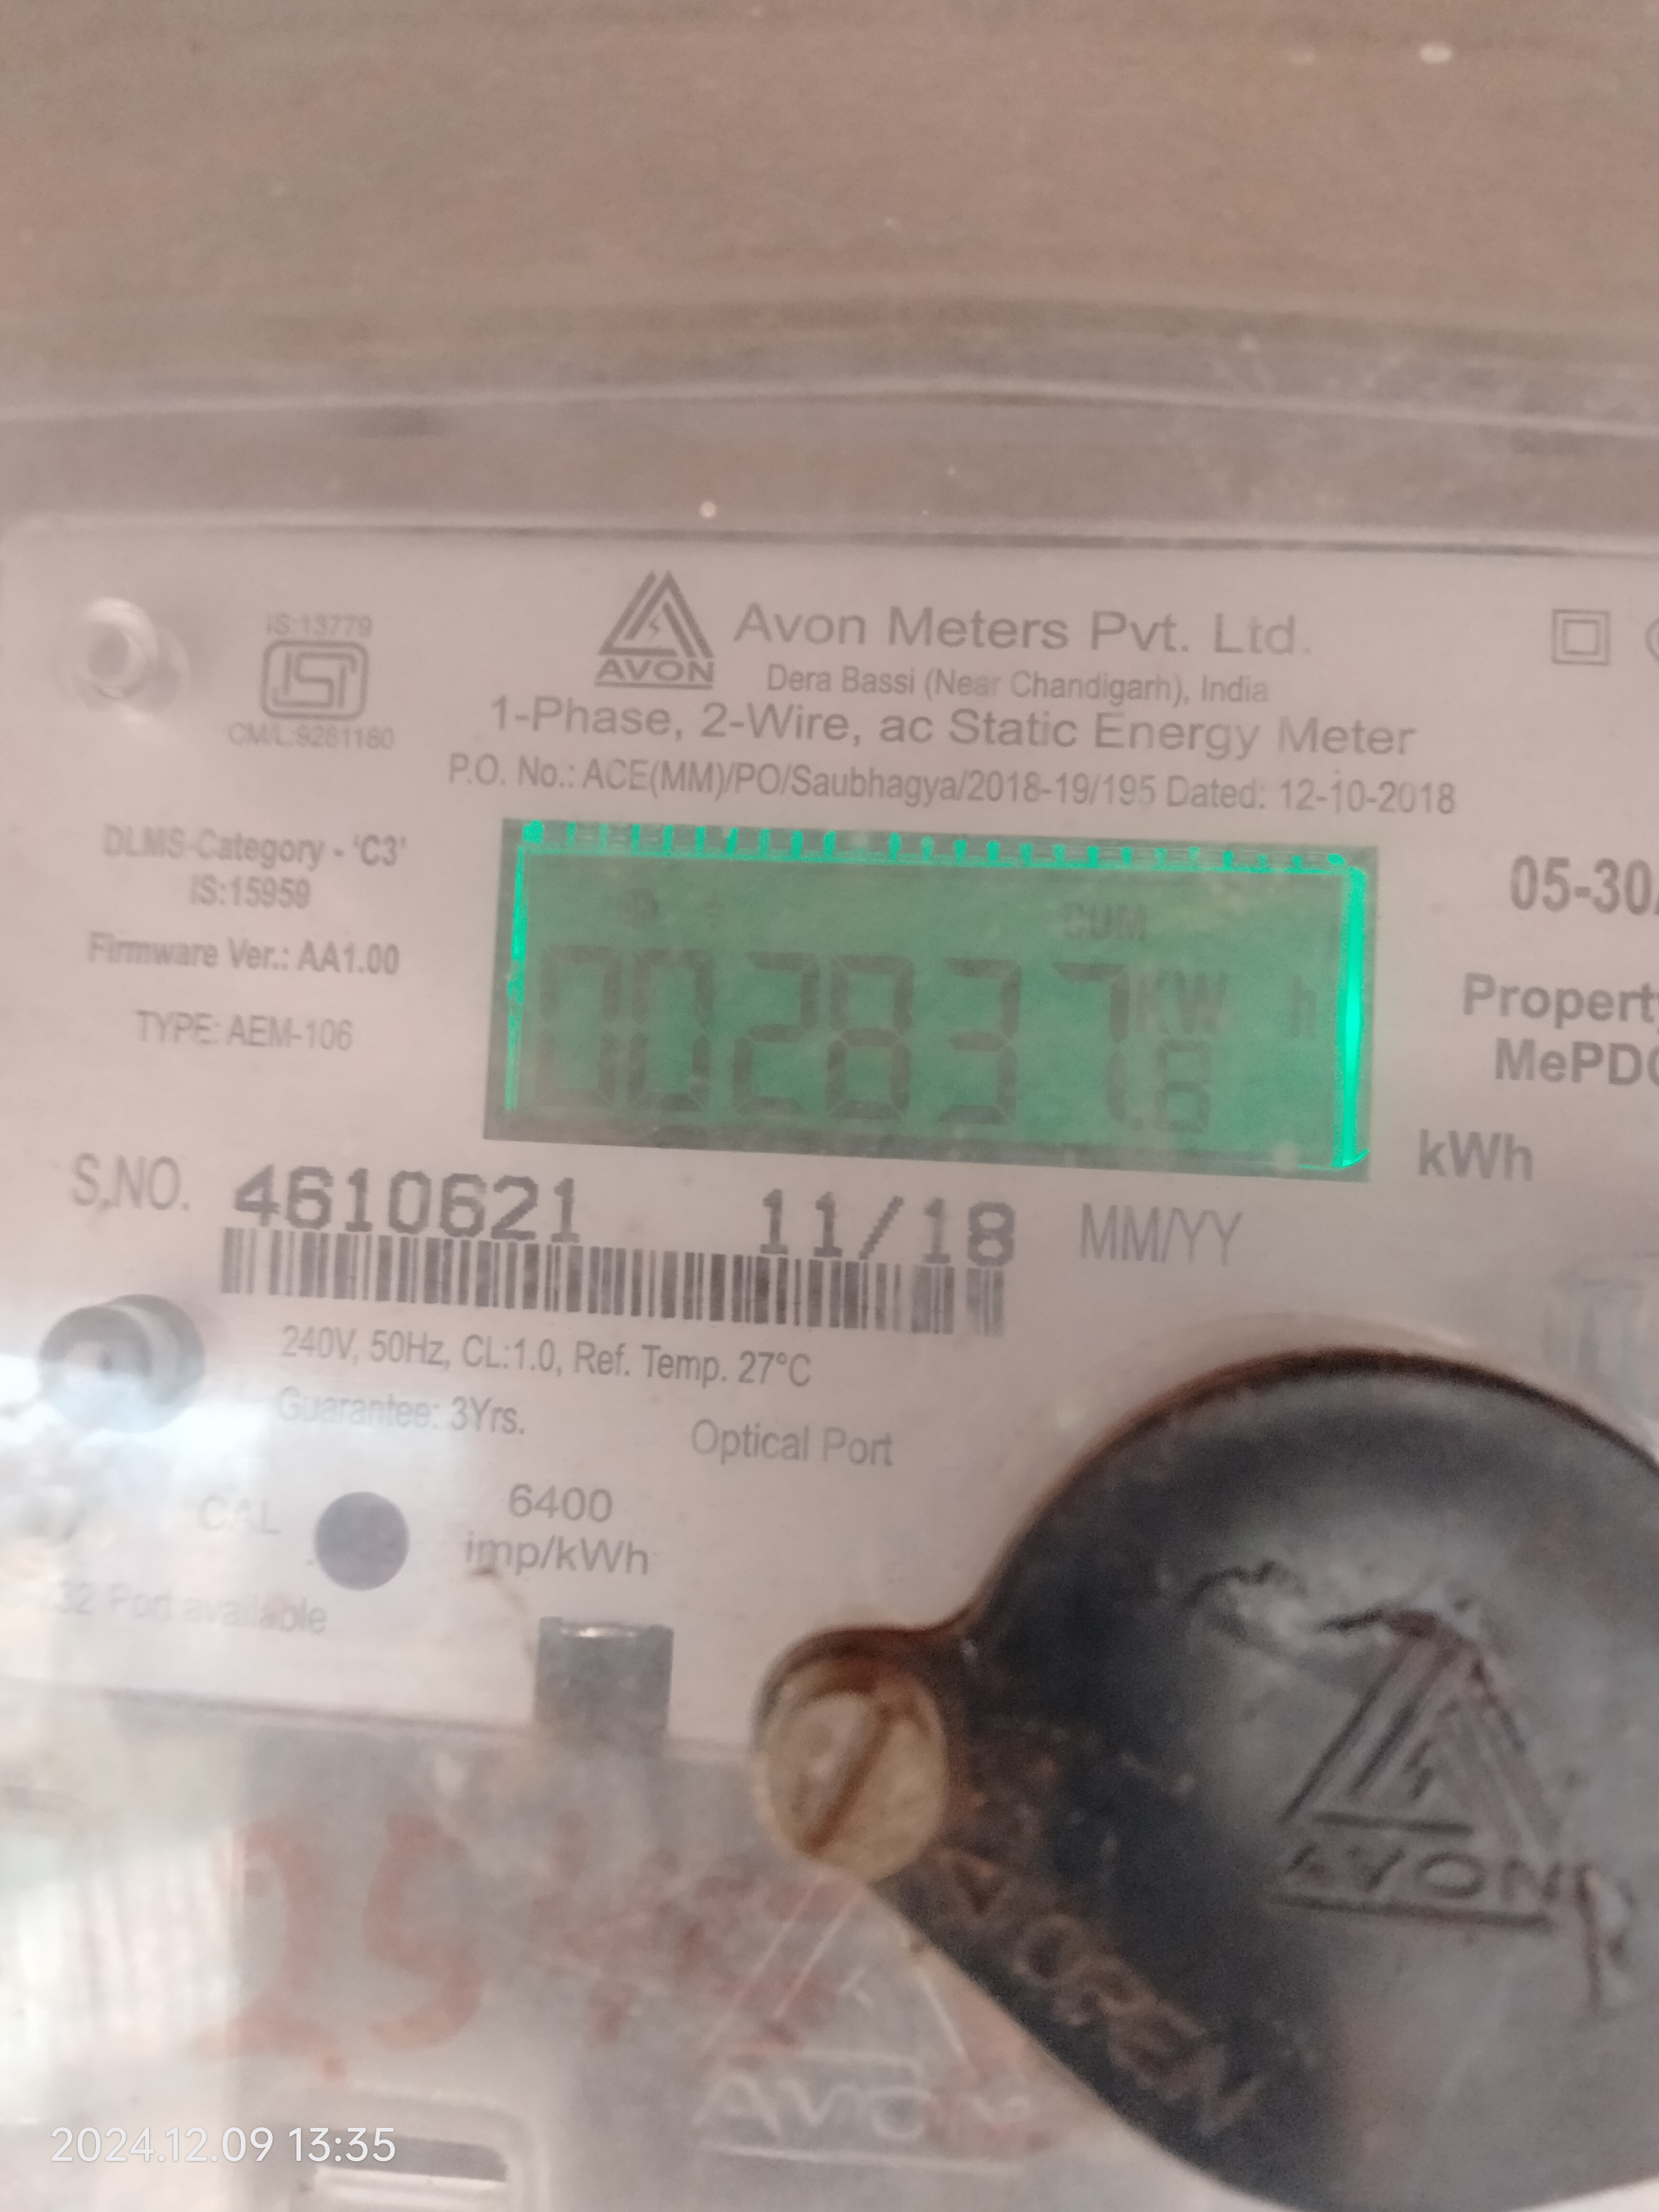 IS:13779
CM/L:9281180
AVON
Avon Meters Pvt. Ltd.
Dera Bassi (Near Chandigarh), India
1-Phase, 2-Wire, ac Static Energy Meter
P.O. No.: ACE(MM)/PO/Saubhagya/2018-19/195 Dated: 12-10-2018
DLMS-Category - 'C3'
IS:15959
Firmware Ver.: AA1.00
TYPE: AEM-106
CUM
002837.8 KW h
05-30
Property
kWh
S.NO. 4610621 11/18 MM/YY
240V, 50Hz, CL:1.0, Ref. Temp. 27°C
Guarantee: 3Yrs.
Optical Port
CAL
6400
imp/kWh
232 Port available
AVON
AVON
2024.12.09 13:35